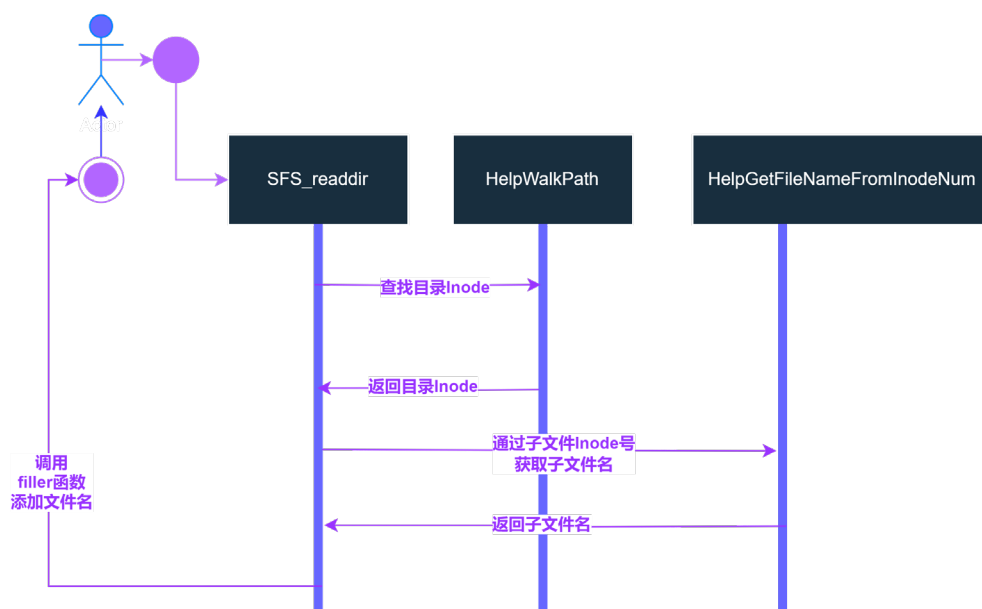 Actor
SFS_readdir
HelpWalkPath
HelpGetFileNameFromInodeNum
查找目录Inode
返回目录Inode
通过子文件Inode号
获取子文件名
调用
filler函数
添加文件名
返回子文件名